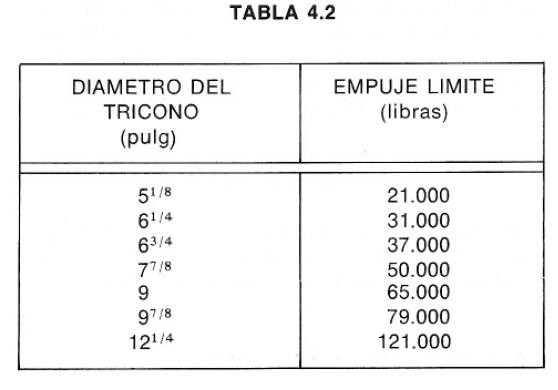 TABLA 4.2
DIAMETRO DEL TRICONO (pulg)
EMPUJE LIMITE (libras)
5 1/8 21.000
6 1/4 31.000
6 3/4 37.000
7 7/8 50.000
9 65.000
9 7/8 79.000
12 1/4 121.000